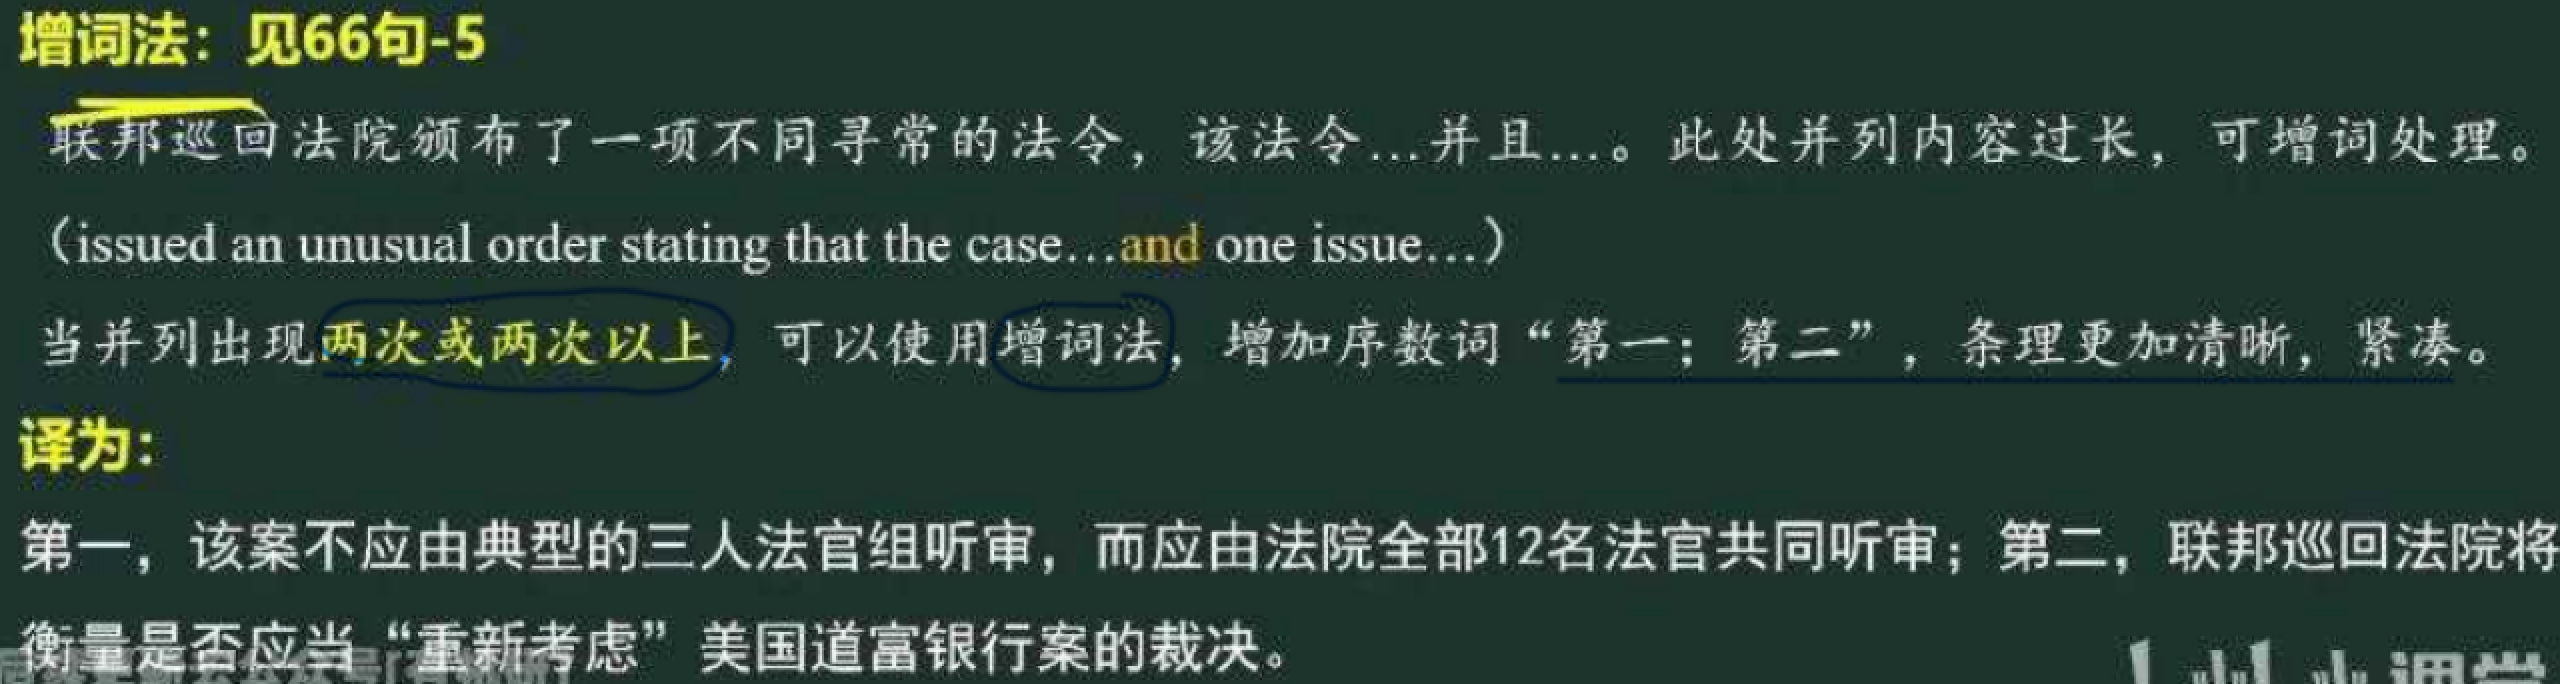 增词法：见66句-5
联邦巡回法院颁布了一项不同寻常的法令，该法令…并且…。此处并列内容过长，可增词处理。
（issued an unusual order stating that the case…and one issue…）
当并列出现两次或两次以上，可以使用增词法，增加序数词“第一；第二”，条理更加清晰，紧凑。
译为：
第一，该案不应由典型的三人法官组听审，而应由法院全部12名法官共同听审；第二，联邦巡回法院将
衡量是否应当“重新考虑”美国道富银行案的裁决。